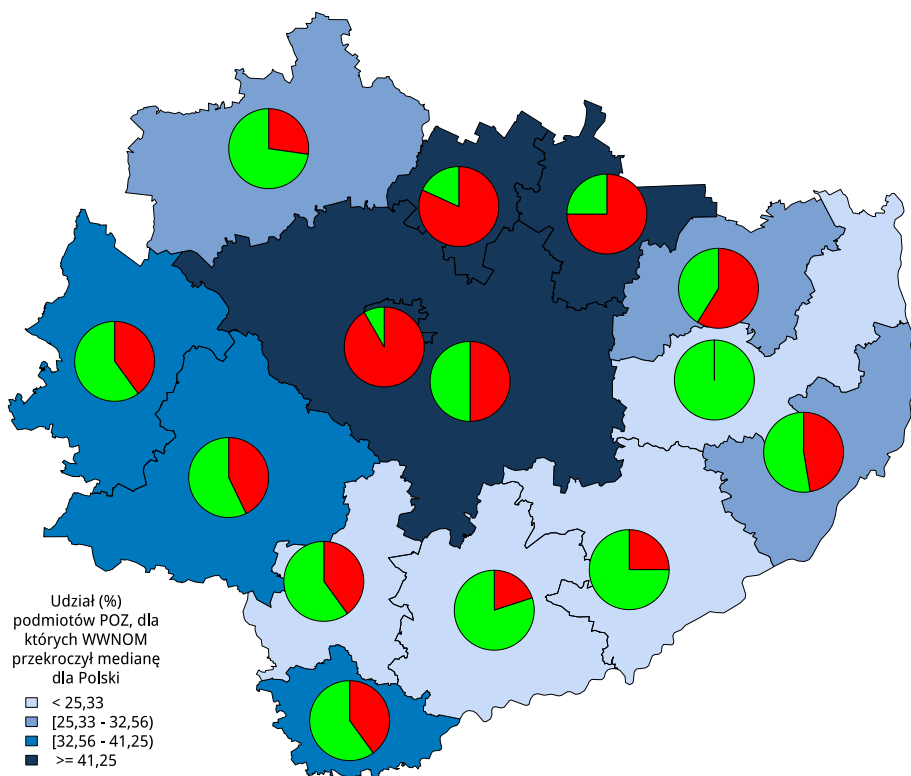 Udział (%)
podmiotów POZ, dla
których WWNOM
przekroczył medianę
dla Polski
< 25,33
[25,33 - 32,56)
[32,56 - 41,25)
>= 41,25